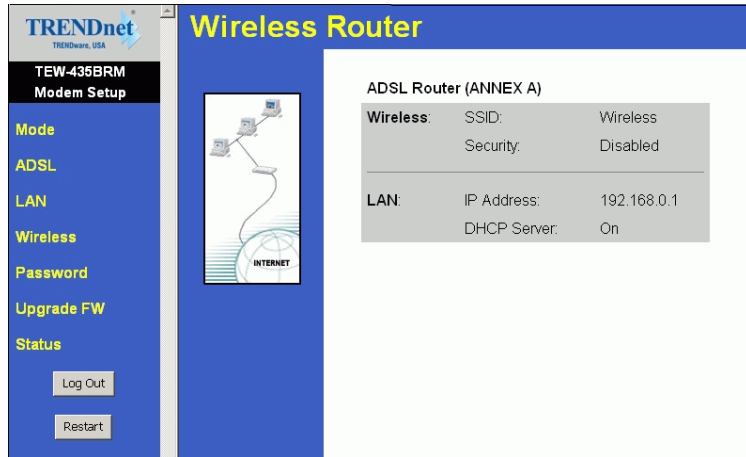 TRENDnet
TRENDware, USA
TEW-435BRM
Modem Setup
Mode
ADSL
LAN
Wireless
Password
Upgrade FW
Status
Log Out
Restart
Wireless Router
INTERNET
ADSL Router (ANNEX A)
Wireless: SSID: Wireless
Security: Disabled
LAN: IP Address: 192.168.0.1
DHCP Server: On